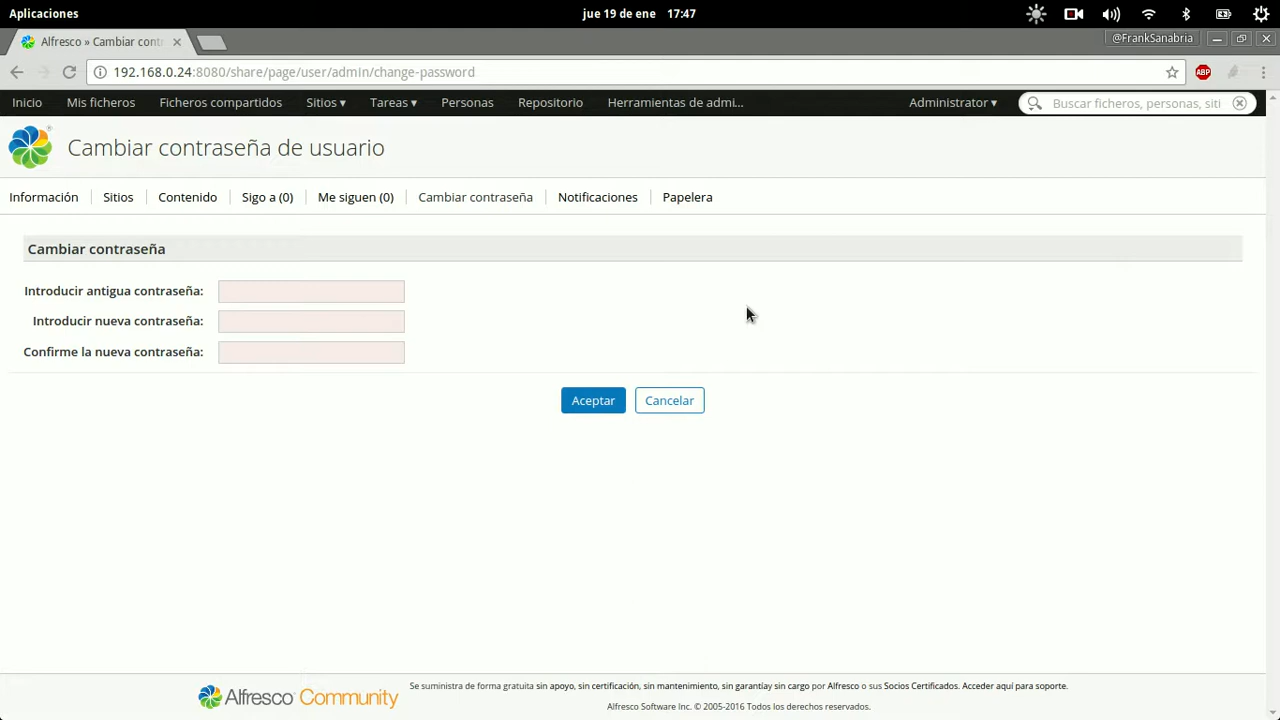 Aplicaciones
jue 19 de ene 17:47
Alfresco » Cambiar cont
@FrankSanabria
192.168.0.24:8080/share/page/user/admin/change-password
ABP
Inicio Mis ficheros Ficheros compartidos Sitios ▾ Tareas ▾ Personas Repositorio Herramientas de admi... Administrator ▾ Buscar ficheros, personas, siti
Cambiar contraseña de usuario
Información Sitios Contenido Sigo a (0) Me siguen (0) Cambiar contraseña Notificaciones Papelera
Cambiar contraseña
Introducir antigua contraseña:
Introducir nueva contraseña:
Confirme la nueva contraseña:
Aceptar Cancelar
Alfresco Community
Se suministra de forma gratuita sin apoyo, sin certificación, sin mantenimiento, sin garantíay sin cargo por Alfresco o sus Socios Certificados. Acceder aquí para soporte.
Alfresco Software Inc. © 2005-2016 Todos los derechos reservados.